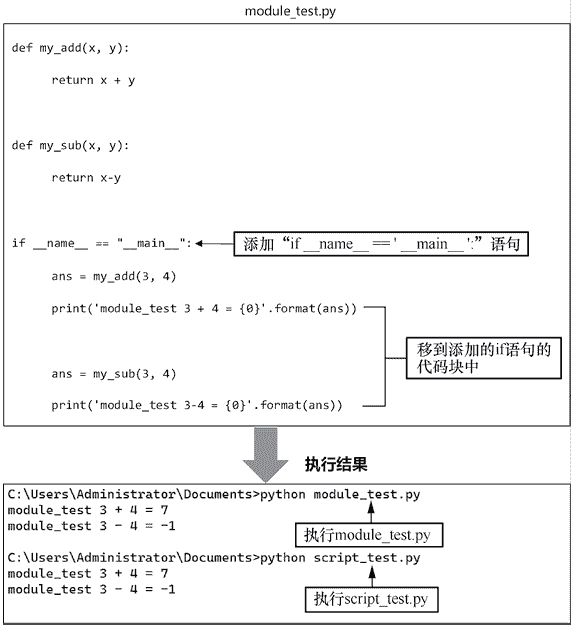 module_test.py
def my_add(x, y):
return x + y
def my_sub(x, y):
return x-y
if __name__ == "__main__":
添加“if __name__ == ' __main__ ':”语句
ans = my_add(3, 4)
print('module_test 3 + 4 = {0}'.format(ans))
移到添加的if语句的
代码块中
ans = my_sub(3, 4)
print('module_test 3-4 = {0}'.format(ans))
执行结果
C:\Users\Administrator\Documents>python module_test.py
module_test 3 + 4 = 7
module_test 3 - 4 = -1
执行module_test.py
C:\Users\Administrator\Documents>python script_test.py
module_test 3 + 4 = 7
module_test 3 - 4 = -1
执行script_test.py